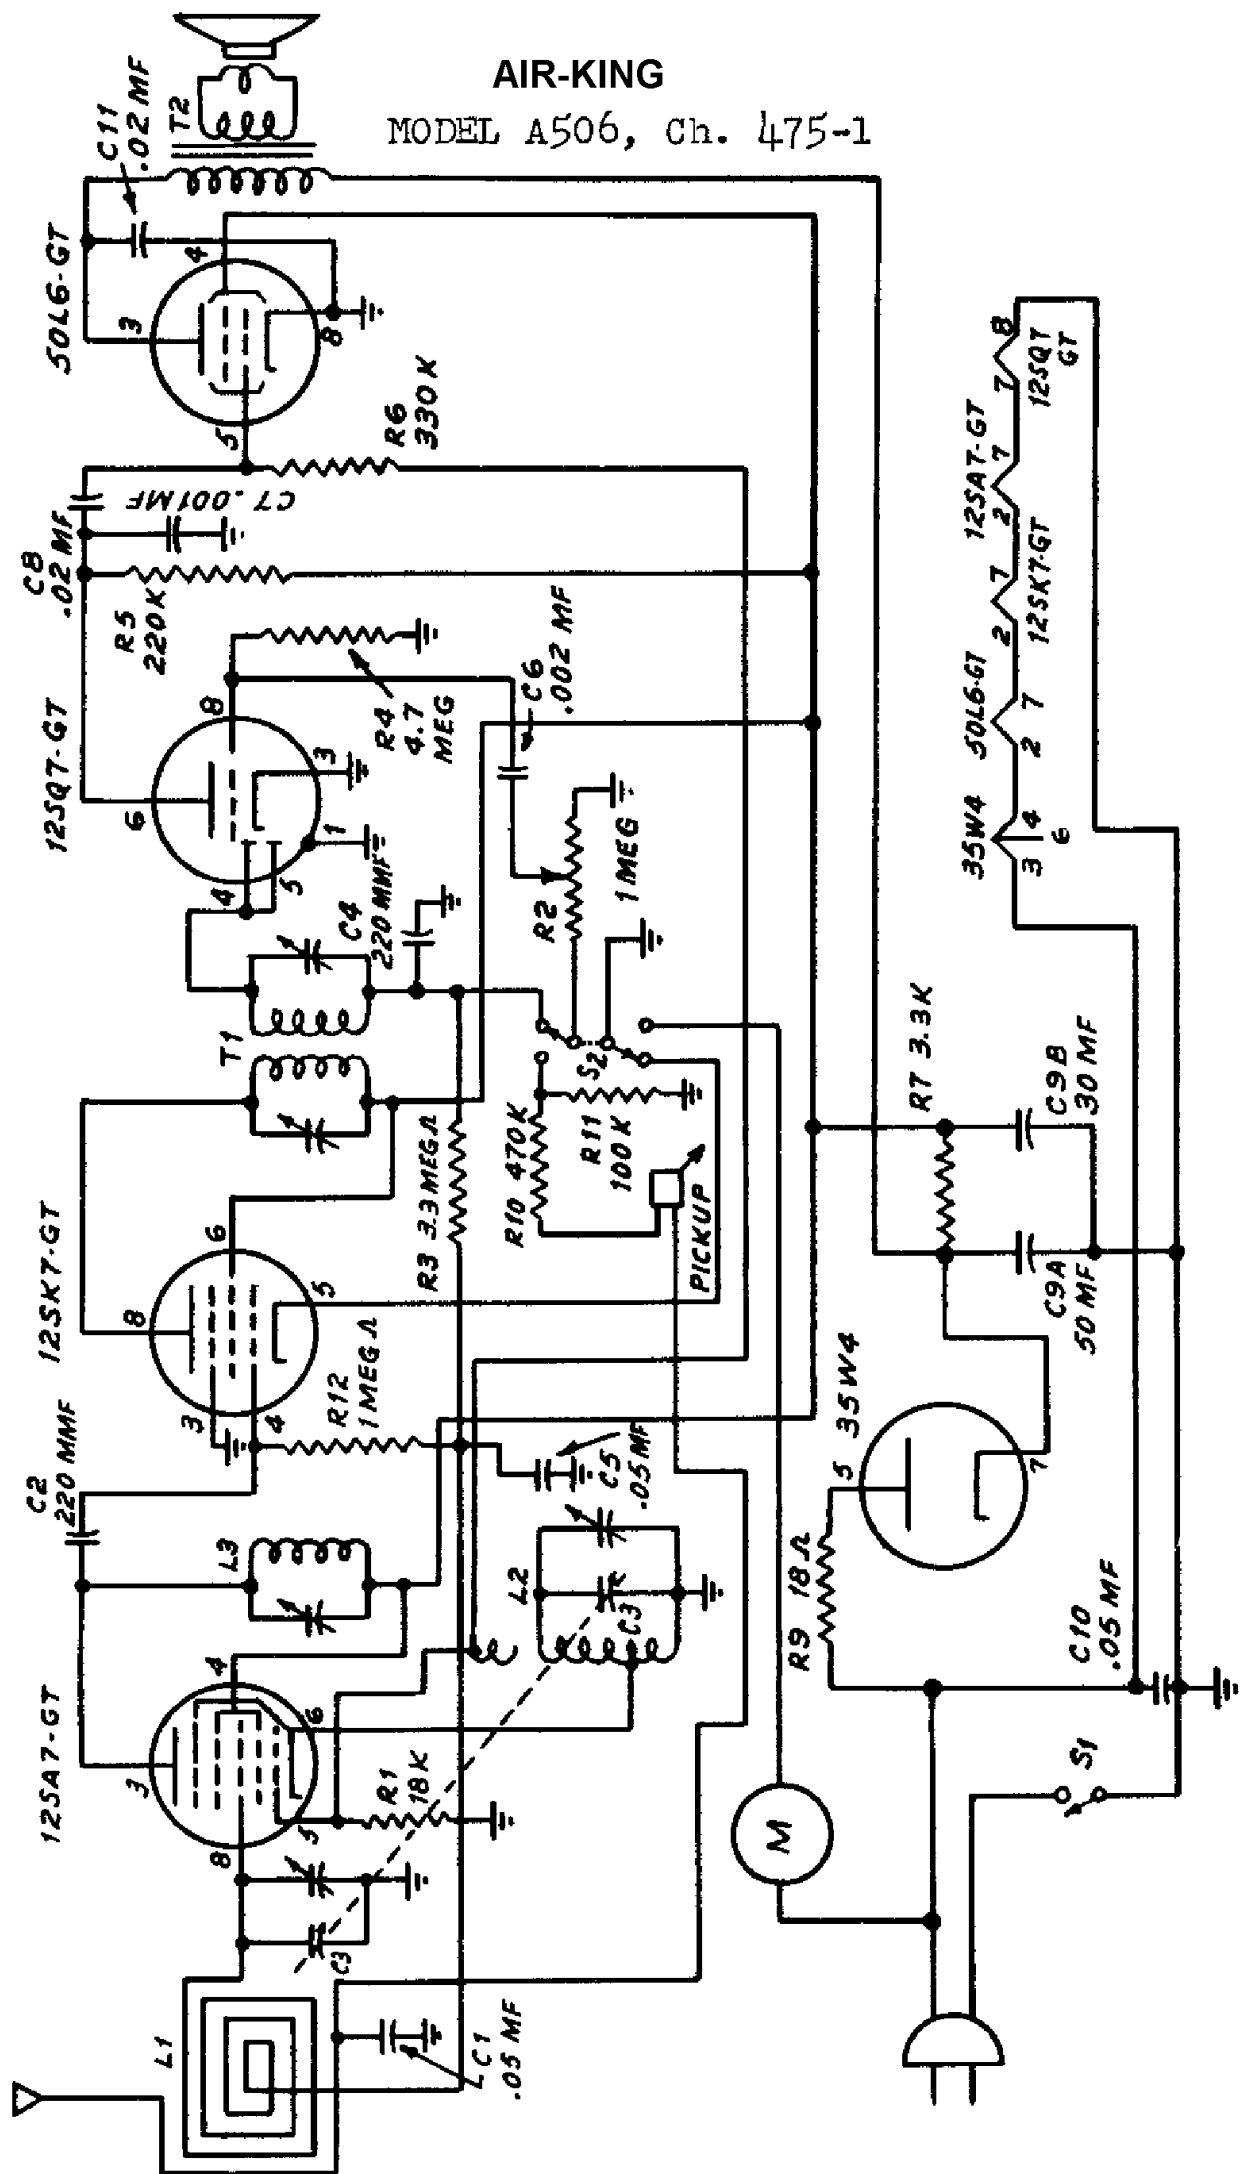 AIR-KING
MODEL A506, Ch. 475-1
12SA7-GT
3
4
8
5
6
L1
C3
R1
18K
C1
.05 MF
C2
220 MMF
L3
L2
C3
12SK7-GT
8
3
4
6
5
R12
1 MEG Ω
C5
.05 MF
R3 3.3 MEG Ω
T1
12SQ7-GT
6
4
5
8
3
1
C4
220 MMF
R4
4.7
MEG
C6
.002 MF
R2
1 MEG
S2
R10 470K
R11
100K
PICKUP
R5
220K
C8
.02 MF
C7 .001MF
50L6-GT
3
4
5
8
R6
330K
C11
.02 MF
T2
M
S1
C10
.05 MF
R9 18Ω
35W4
5
7
C9A
50 MF
C9B
30 MF
R7 3.3K
35W4
3
4
6
50L6-GT
2
7
12SK7-GT
2
7
12SA7-GT
2
7
12SQ7
GT
7
8